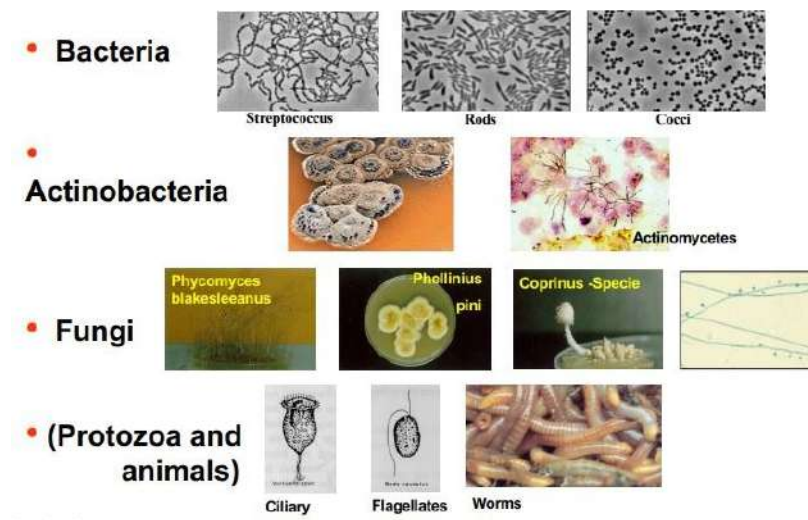 • Bacteria
Streptococcus
Rods
Cocci
•
Actinobacteria
Actinomycetes
Phycomyces
blakesleeanus
Phollinius
pini
Coprinus -Specie
• Fungi
• (Protozoa and
animals)
Ciliary
Flagellates
Worms